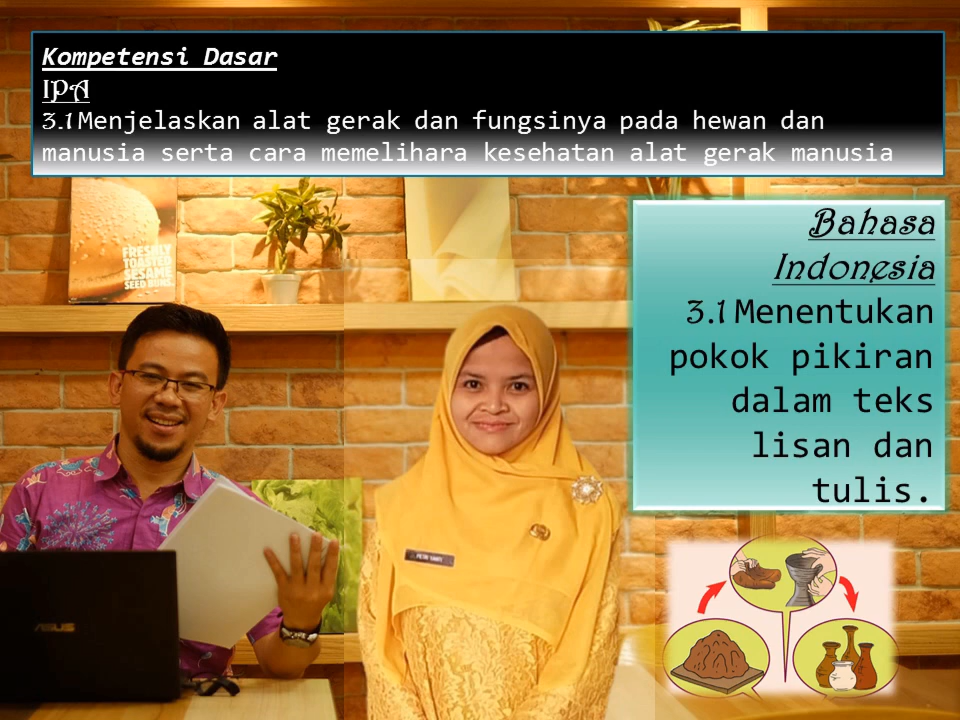 Kompetensi Dasar
IPA
3.1 Menjelaskan alat gerak dan fungsinya pada hewan dan
manusia serta cara memelihara kesehatan alat gerak manusia
Bahasa
Indonesia
3.1 Menentukan
pokok pikiran
dalam teks
lisan dan
tulis.
FRESHLY
TOASTED
SESAME
SEED BUNS.
ASUS